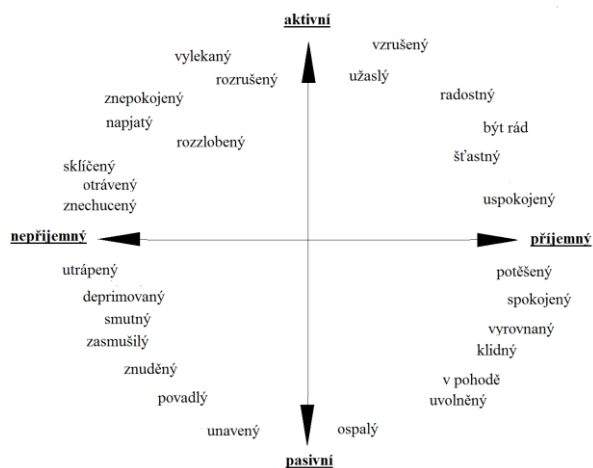 aktivní
vzrušený
vylekaný
rozrušený
užaslý
znepokojený
radostný
napjatý
být rád
rozzlobený
šťastný
sklíčený
otrávený
znechucený
uspokojený
nepříjemný
příjemný
utrápený
potěšený
deprimovaný
spokojený
smutný
vyrovnaný
zasmušilý
klidný
znuděný
v pohodě
povadlý
uvolněný
unavený
ospalý
pasivní